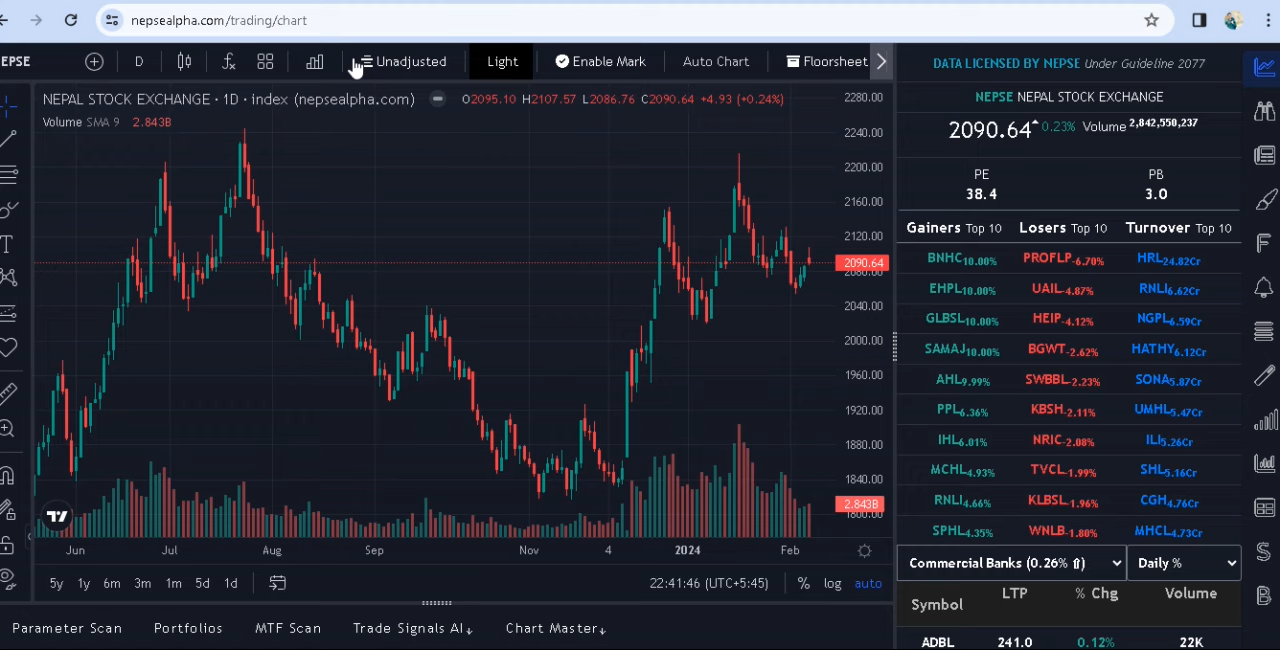 nepsealpha.com/trading/chart
EPSE D Unadjusted Light Enable Mark Auto Chart Floorsheet
NEPAL STOCK EXCHANGE · 1D · index (nepsealpha.com) O2095.10 H2107.57 L2086.76 C2090.64 +4.93 (+0.24%)
Volume SMA 9 2.843B
2280.00
2240.00
2200.00
2160.00
2120.00
2090.64
2080.00
2040.00
2000.00
1960.00
1920.00
1880.00
1840.00
2.843B
1800.00
Jun Jul Aug Sep Nov 4 2024 Feb
5y 1y 6m 3m 1m 5d 1d 22:41:46 (UTC+5:45) % log auto
Parameter Scan Portfolios MTF Scan Trade Signals AI↓ Chart Master↓
DATA LICENSED BY NEPSE Under Guideline 2077
NEPSE NEPAL STOCK EXCHANGE
2090.64 0.23% Volume 2,842,550,237
PE PB
38.4 3.0
Gainers Top 10 Losers Top 10 Turnover Top 10
BNHC 10.00% PROFLP -6.70% HRL 24.82Cr
EHPL 10.00% UAIL -4.87% RNLI 6.62Cr
GLBSL 10.00% HEIP -4.12% NGPL 6.59Cr
SAMAJ 10.00% BGWT -2.62% HATHY 6.12Cr
AHL 9.99% SWBBL -2.23% SONA 5.87Cr
PPL 6.36% KBSH -2.11% UMHL 5.47Cr
IHL 6.01% NRIC -2.08% ILI 5.26Cr
MCHL 4.93% TVCL -1.99% SHL 5.16Cr
RNLI 4.66% KLBSL -1.96% CGH 4.76Cr
SPHL 4.35% WNLB -1.80% MHCL 4.73Cr
Commercial Banks (0.26% ⇧) Daily %
Symbol LTP % Chg Volume
ADBL 241.0 0.12% 22K